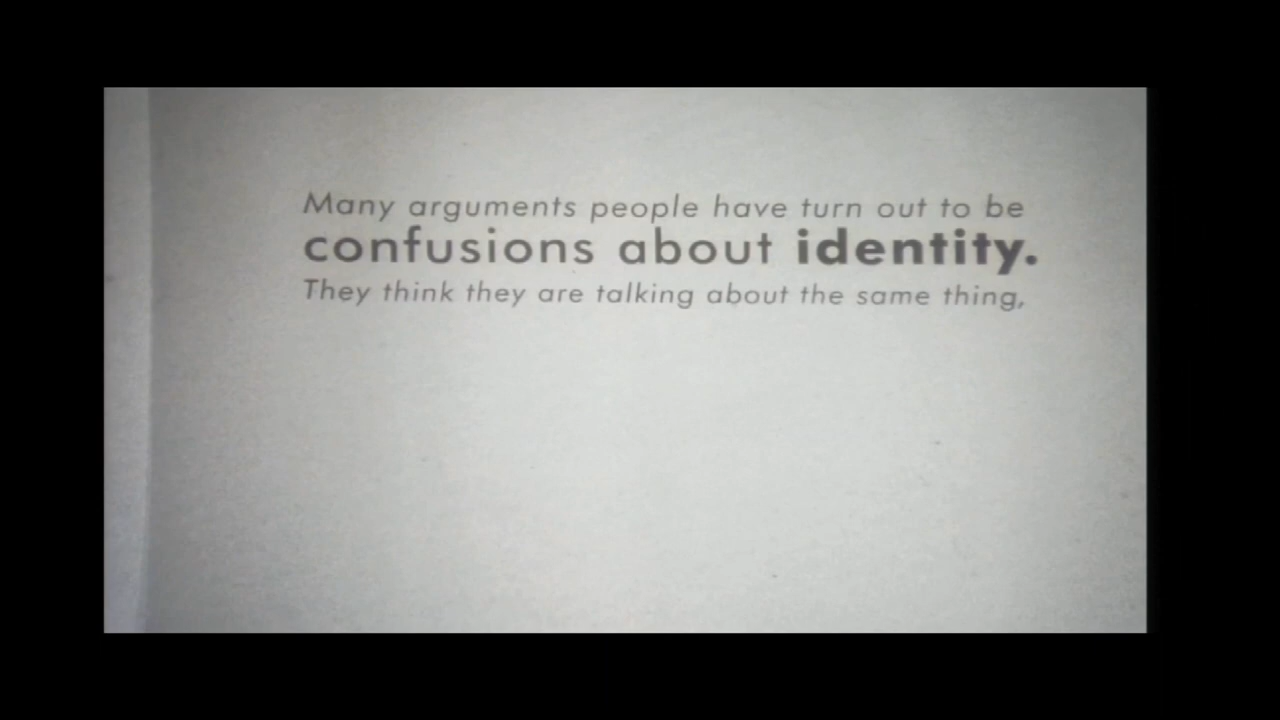 Many arguments people have turn out to be
confusions about identity.
They think they are talking about the same thing,